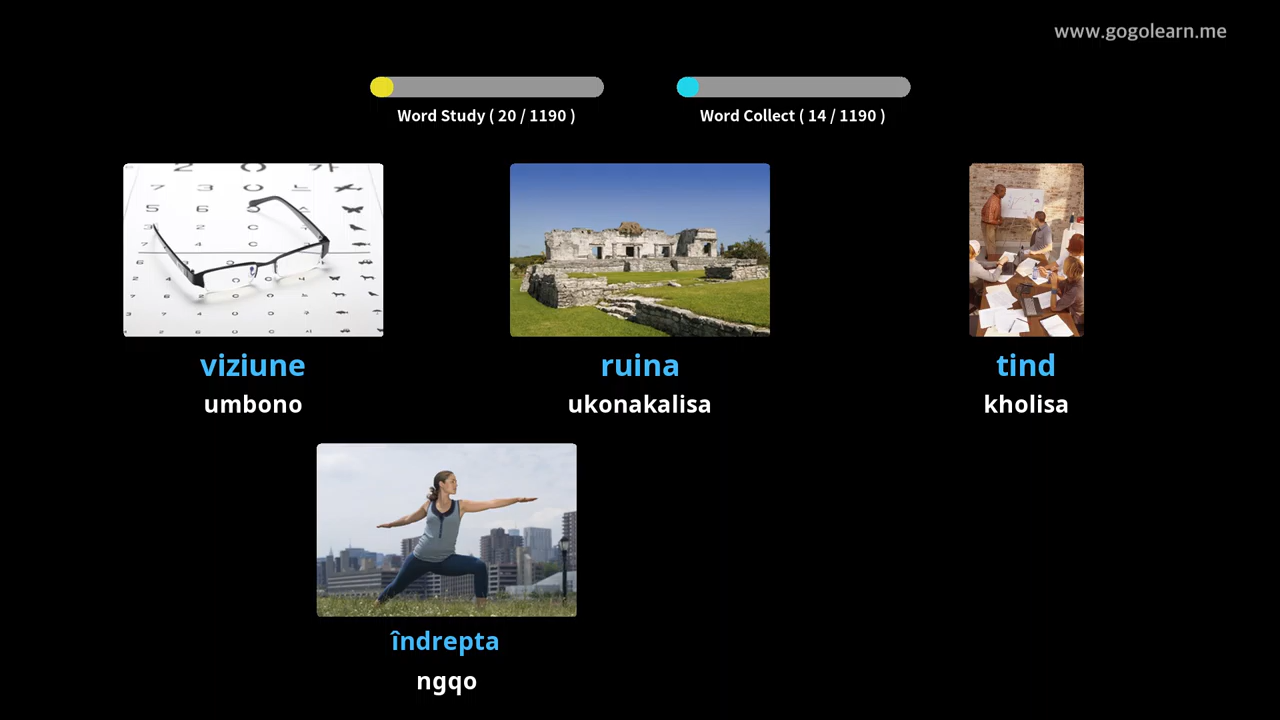 www.gogolearn.me
Word Study ( 20 / 1190 )
Word Collect ( 14 / 1190 )
viziune
umbono
ruina
ukonakalisa
tind
kholisa
îndrepta
ngqo